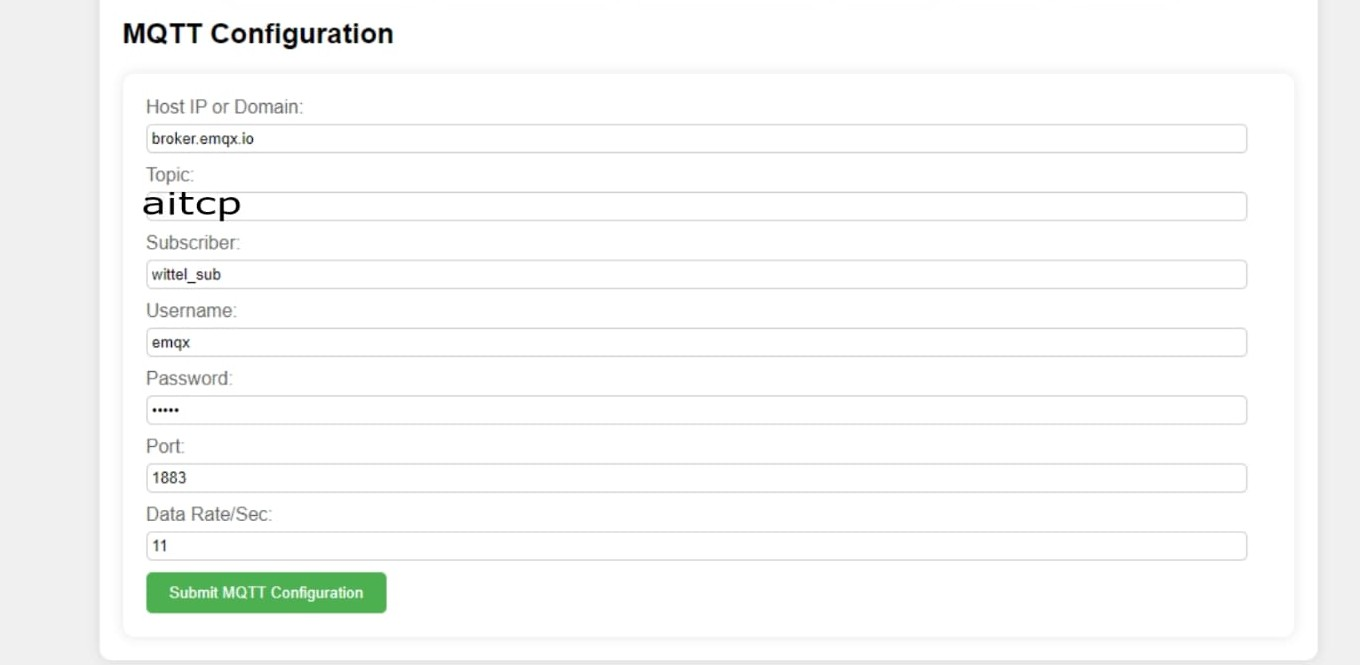 MQTT Configuration
Host IP or Domain:
broker.emqx.io
Topic:
aitcp
Subscriber:
wittel_sub
Username:
emqx
Password:
•••••
Port:
1883
Data Rate/Sec:
11
Submit MQTT Configuration